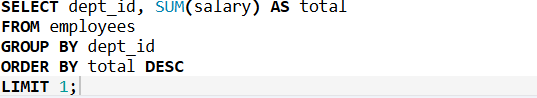 SELECT dept_id, SUM(salary) AS total
FROM employees
GROUP BY dept_id
ORDER BY total DESC
LIMIT 1;